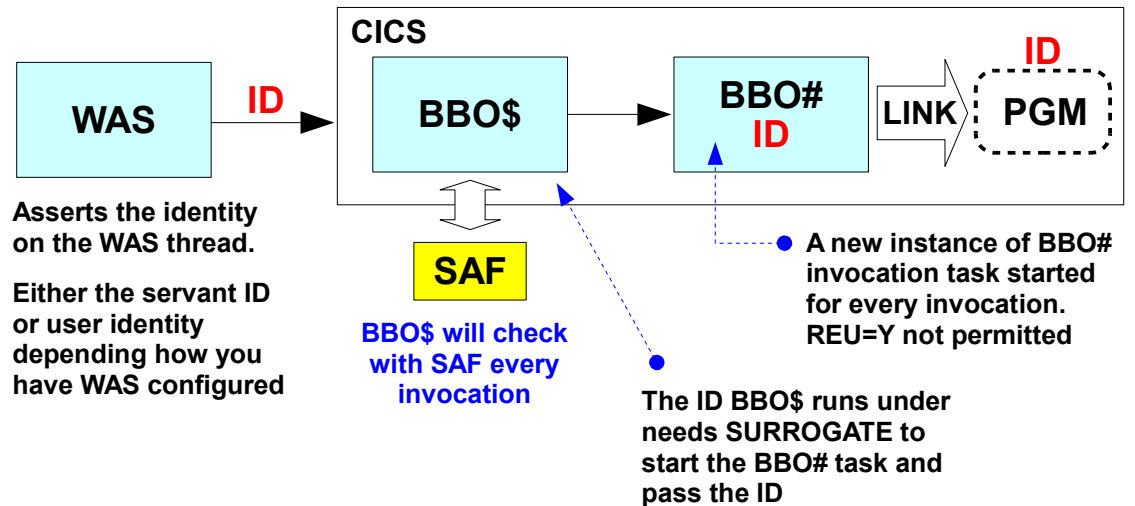 CICS
WAS
ID
BBO$
BBO#
ID
LINK
ID
PGM
Asserts the identity
on the WAS thread.
Either the servant ID
or user identity
depending how you
have WAS configured
SAF
BBO$ will check
with SAF every
invocation
A new instance of BBO#
invocation task started
for every invocation.
REU=Y not permitted
The ID BBO$ runs under
needs SURROGATE to
start the BBO# task and
pass the ID